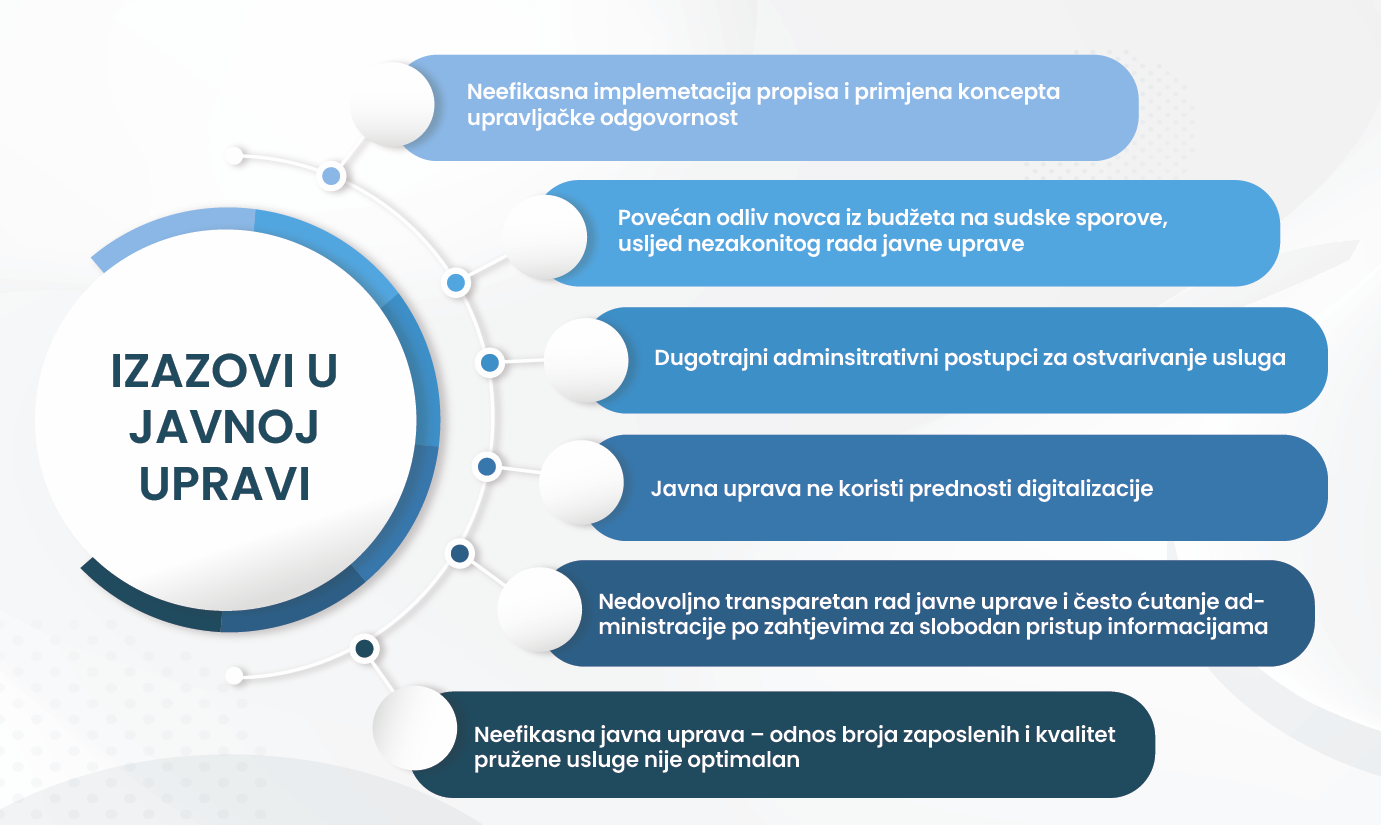 IZAZOVI U
JAVNOJ
UPRAVI
Neefikasna implemetacija propisa i primjena koncepta
upravljačke odgovornost
Povećan odliv novca iz budžeta na sudske sporove,
usljed nezakonitog rada javne uprave
Dugotrajni adminsitrativni postupci za ostvarivanje usluga
Javna uprava ne koristi prednosti digitalizacije
Nedovoljno transparetan rad javne uprave i često ćutanje ad-
ministracije po zahtjevima za slobodan pristup informacijama
Neefikasna javna uprava – odnos broja zaposlenih i kvalitet
pružene usluge nije optimalan